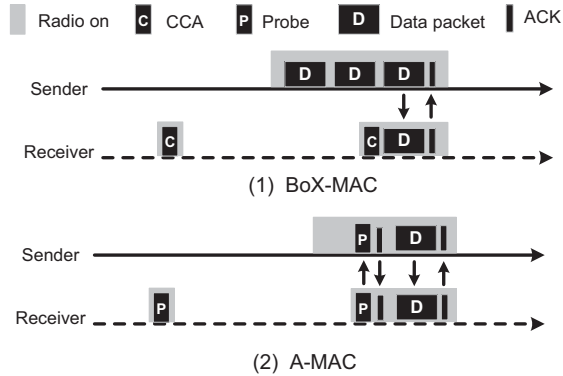 Radio on C CCA P Probe D Data packet ACK
D D D
Sender
Receiver C C D
(1) BoX-MAC
P D
Sender
P P D
Receiver
(2) A-MAC